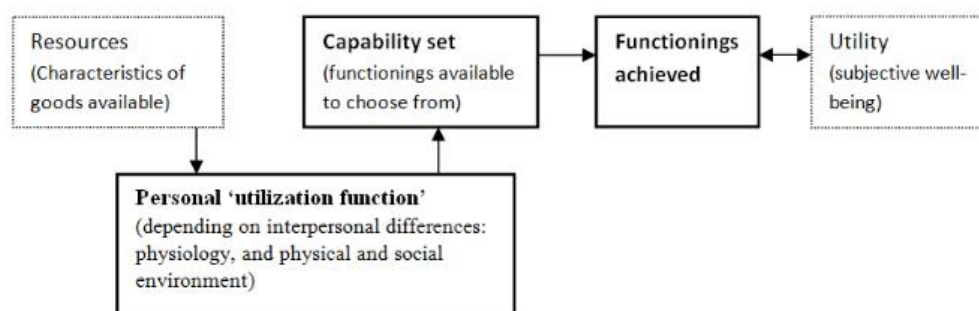 Resources
(Characteristics of
goods available)
Capability set
(functionings available
to choose from)
Functionings
achieved
Utility
(subjective well-
being)
Personal ‘utilization function’
(depending on interpersonal differences:
physiology, and physical and social
environment)